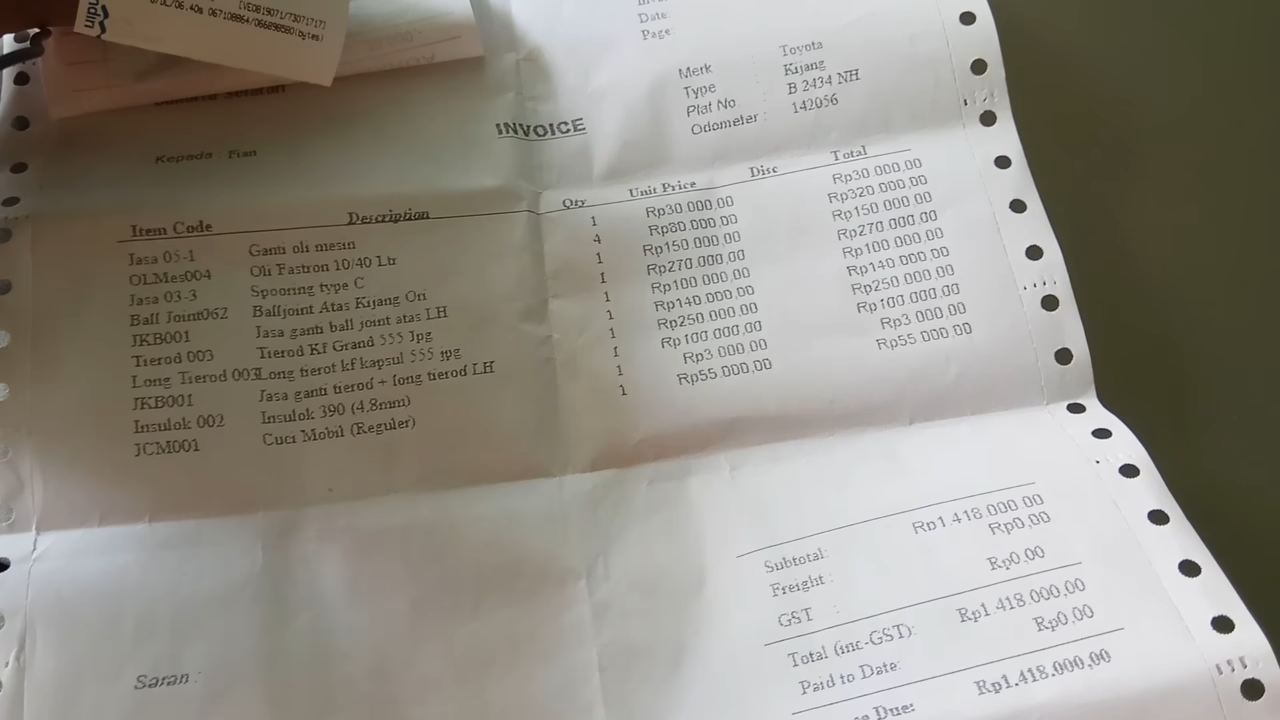 [VE0819071/7307171?]
06.40s 067108864/066898580(bytes)
Date:
Page:
Merk : Toyota
Type : Kijang
Plat No : B 2434 NH
Odometer : 142056
INVOICE
Kepada : Fian
Item Code Description Qty Unit Price Disc Total
Jasa 05-1 Ganti oli mesin 1 Rp30.000,00 Rp30.000,00
OLMes004 Oli Fastron 10/40 Ltr 4 Rp80.000,00 Rp320.000,00
Jasa 03-3 Spooring type C 1 Rp150.000,00 Rp150.000,00
Ball Joint062 Balljoint Atas Kijang Ori 1 Rp270.000,00 Rp270.000,00
JKB001 Jasa ganti ball joint atas LH 1 Rp100.000,00 Rp100.000,00
Tierod 003 Tierod Kf Grand 555 Jpg 1 Rp140.000,00 Rp140.000,00
Long Tierod 003 Long tierot kf kapsul 555 jpg 1 Rp250.000,00 Rp250.000,00
JKB001 Jasa ganti tierod + long tierod LH 1 Rp100.000,00 Rp100.000,00
Insulok 002 Insulok 390 (4,8mm) 1 Rp3.000,00 Rp3.000,00
JCM001 Cuci Mobil (Reguler) 1 Rp55.000,00 Rp55.000,00
Subtotal: Rp1.418.000,00
Freight : Rp0,00
GST : Rp0,00
Total (inc-GST): Rp1.418.000,00
Paid to Date: Rp0,00
Due: Rp1.418.000,00
Saran :